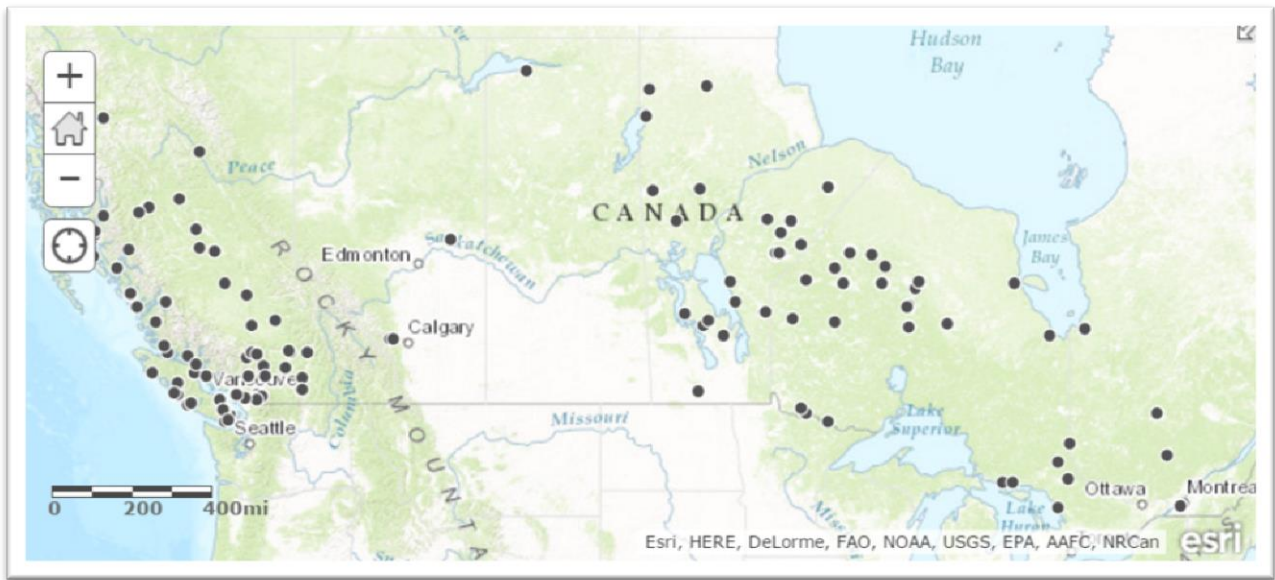 Hudson
Bay
Peace
Nelson
CANADA
James
Bay
Edmonton
Saskatchewan
ROCKY MOUNTA
Calgary
Vancouver
Columbia
Missouri
Seattle
Lake
Superior
0 200 400mi
Ottawa
Montrea
Lake
Huron
Esri, HERE, DeLorme, FAO, NOAA, USGS, EPA, AAFC, NRCan
esri